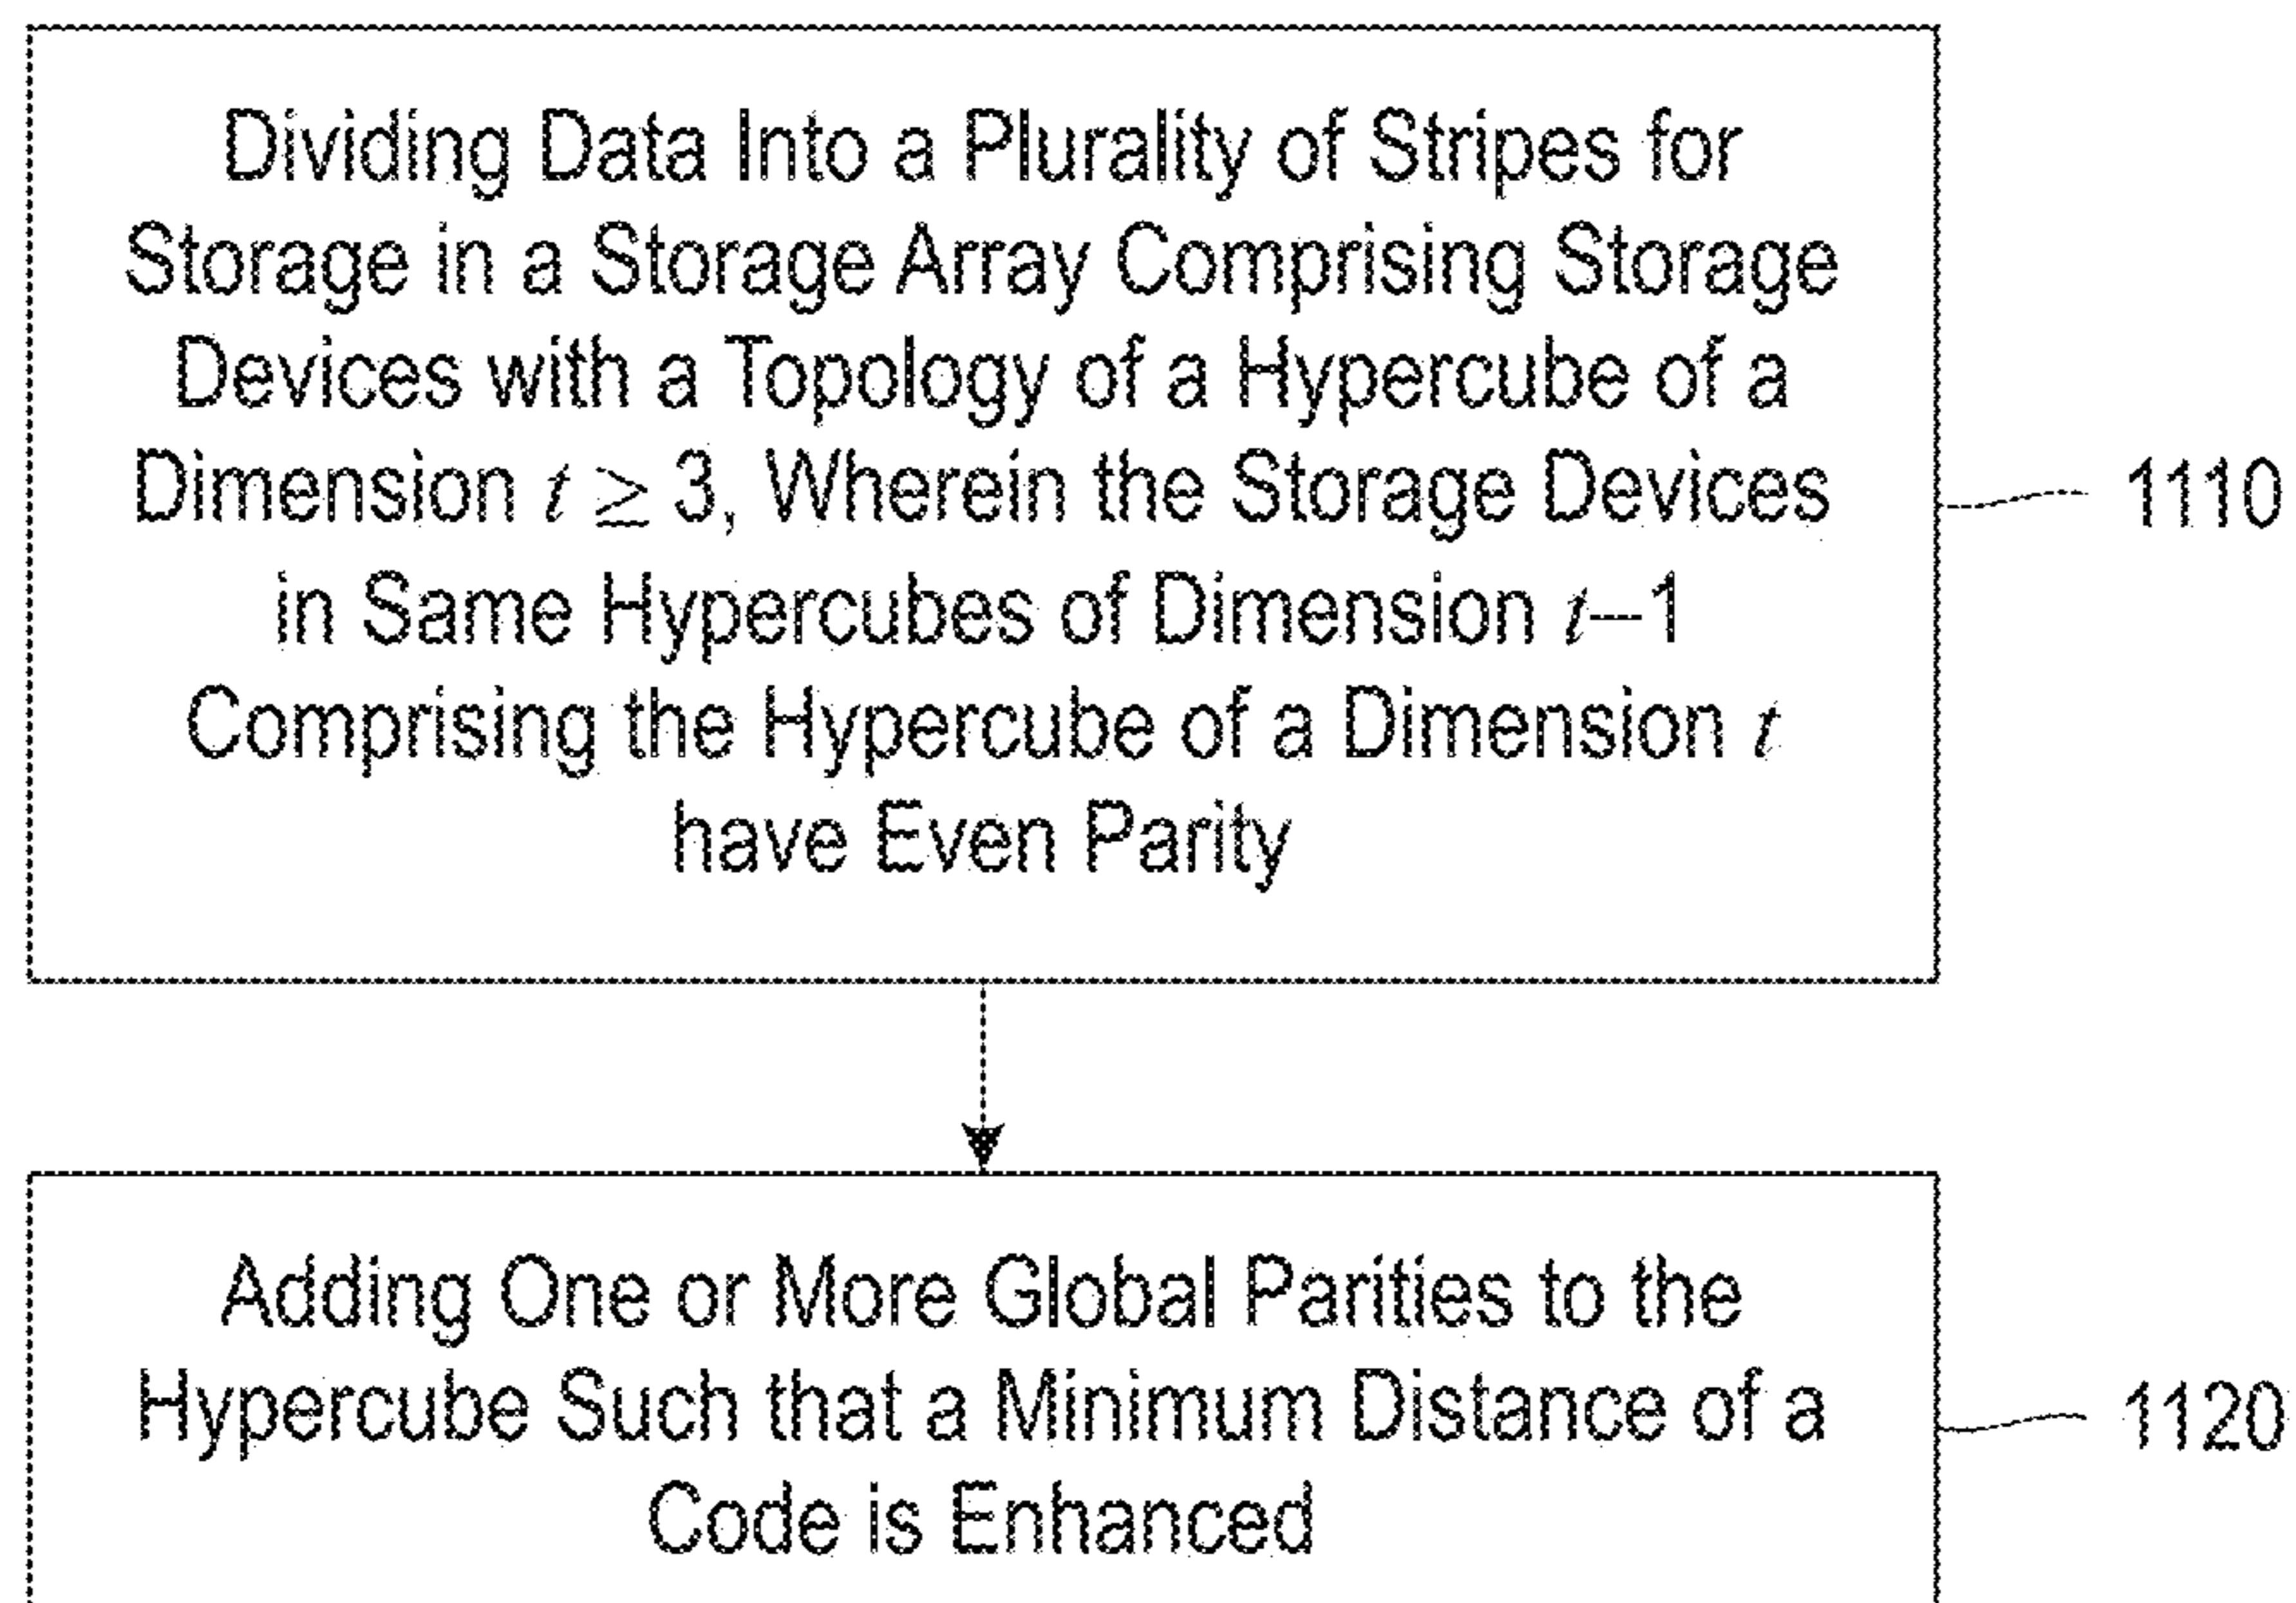 Dividing Data Into a Plurality of Stripes for
Storage in a Storage Array Comprising Storage
Devices with a Topology of a Hypercube of a
Dimension t ≥ 3, Wherein the Storage Devices
in Same Hypercubes of Dimension t–1
Comprising the Hypercube of a Dimension t
have Even Parity
1110
Adding One or More Global Parities to the
Hypercube Such that a Minimum Distance of a
Code is Enhanced
1120